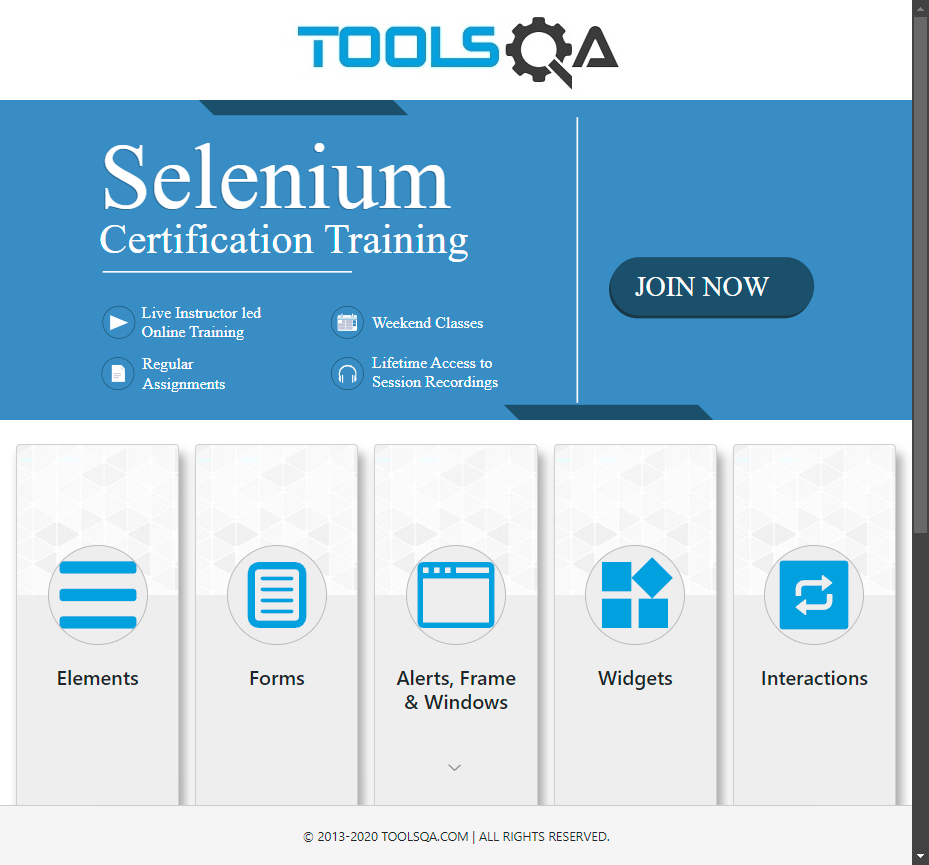 TOOLSQA
Selenium
Certification Training
JOIN NOW
Live Instructor led
Online Training
Weekend Classes
Regular
Assignments
Lifetime Access to
Session Recordings
Elements
Forms
Alerts, Frame
& Windows
Widgets
Interactions
© 2013-2020 TOOLSQA.COM | ALL RIGHTS RESERVED.